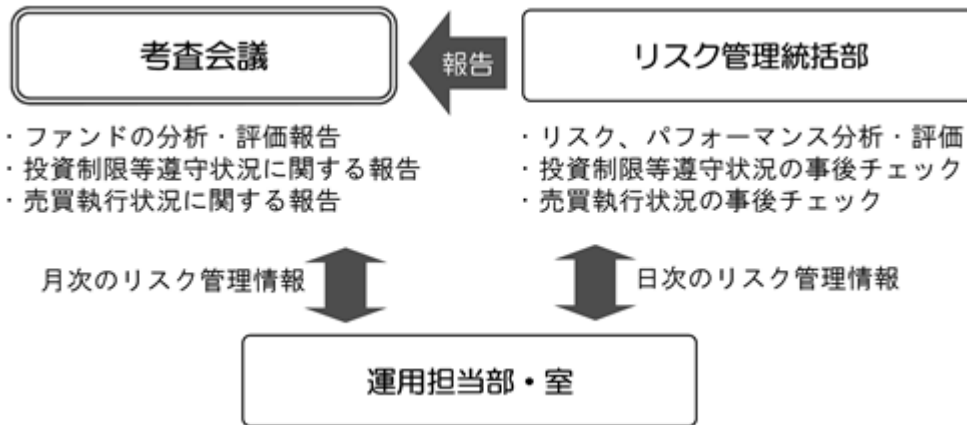 考査会議
報告
リスク管理統括部
・ファンドの分析・評価報告
・投資制限等遵守状況に関する報告
・売買執行状況に関する報告
・リスク、パフォーマンス分析・評価
・投資制限等遵守状況の事後チェック
・売買執行状況の事後チェック
月次のリスク管理情報
日次のリスク管理情報
運用担当部・室